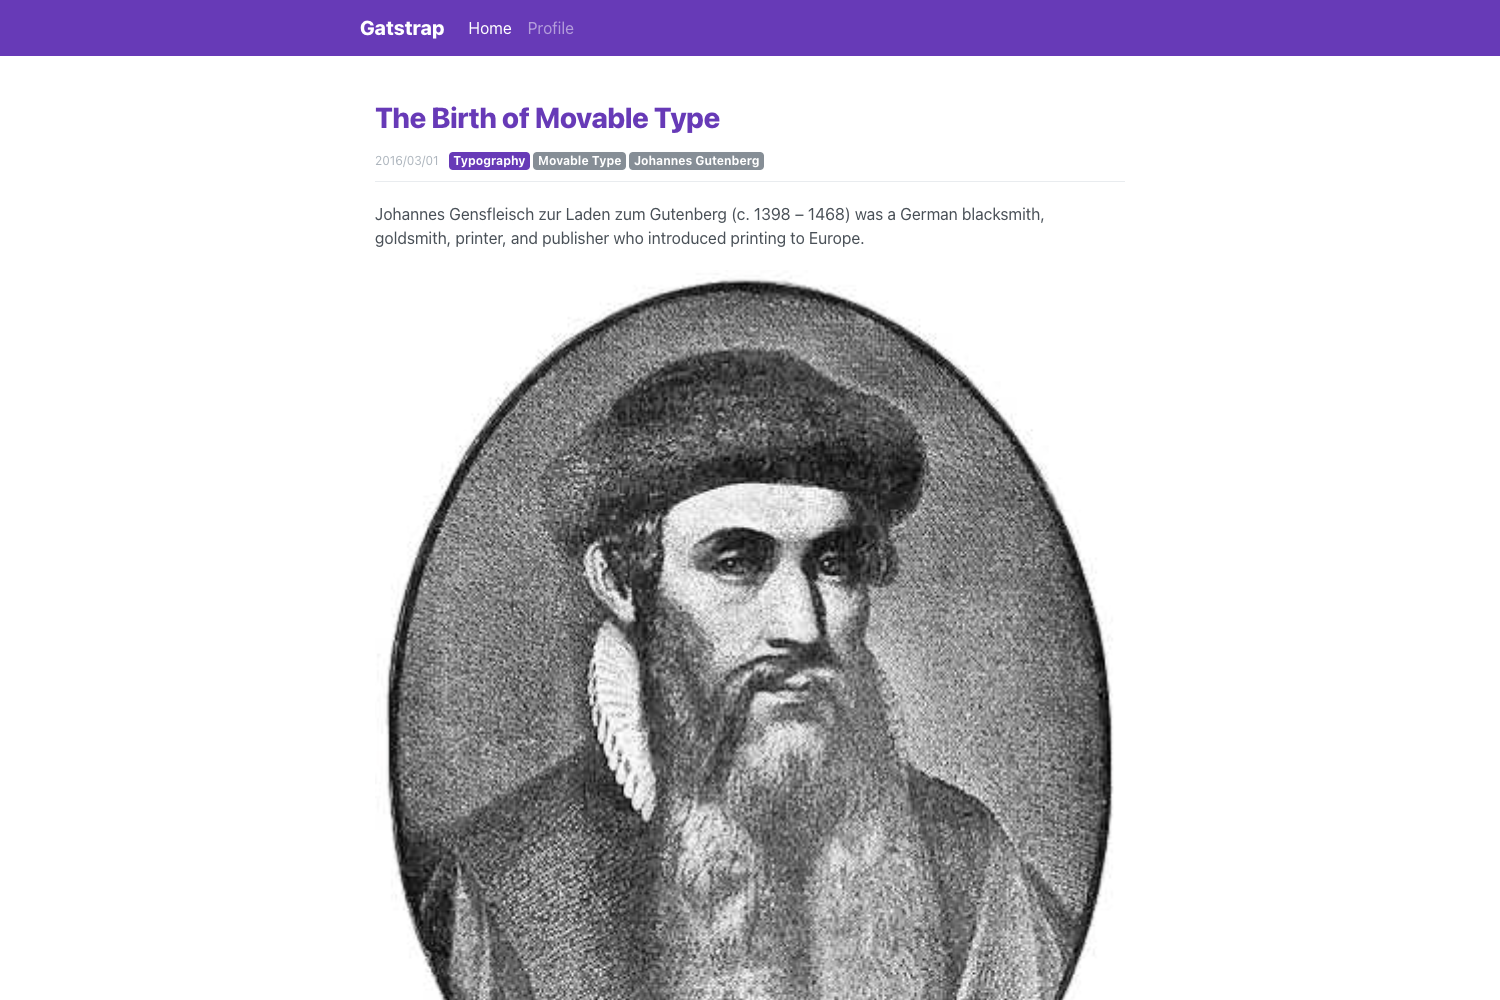 Gatstrap Home Profile
The Birth of Movable Type
2016/03/01 Typography Movable Type Johannes Gutenberg
Johannes Gensfleisch zur Laden zum Gutenberg (c. 1398 – 1468) was a German blacksmith,
goldsmith, printer, and publisher who introduced printing to Europe.